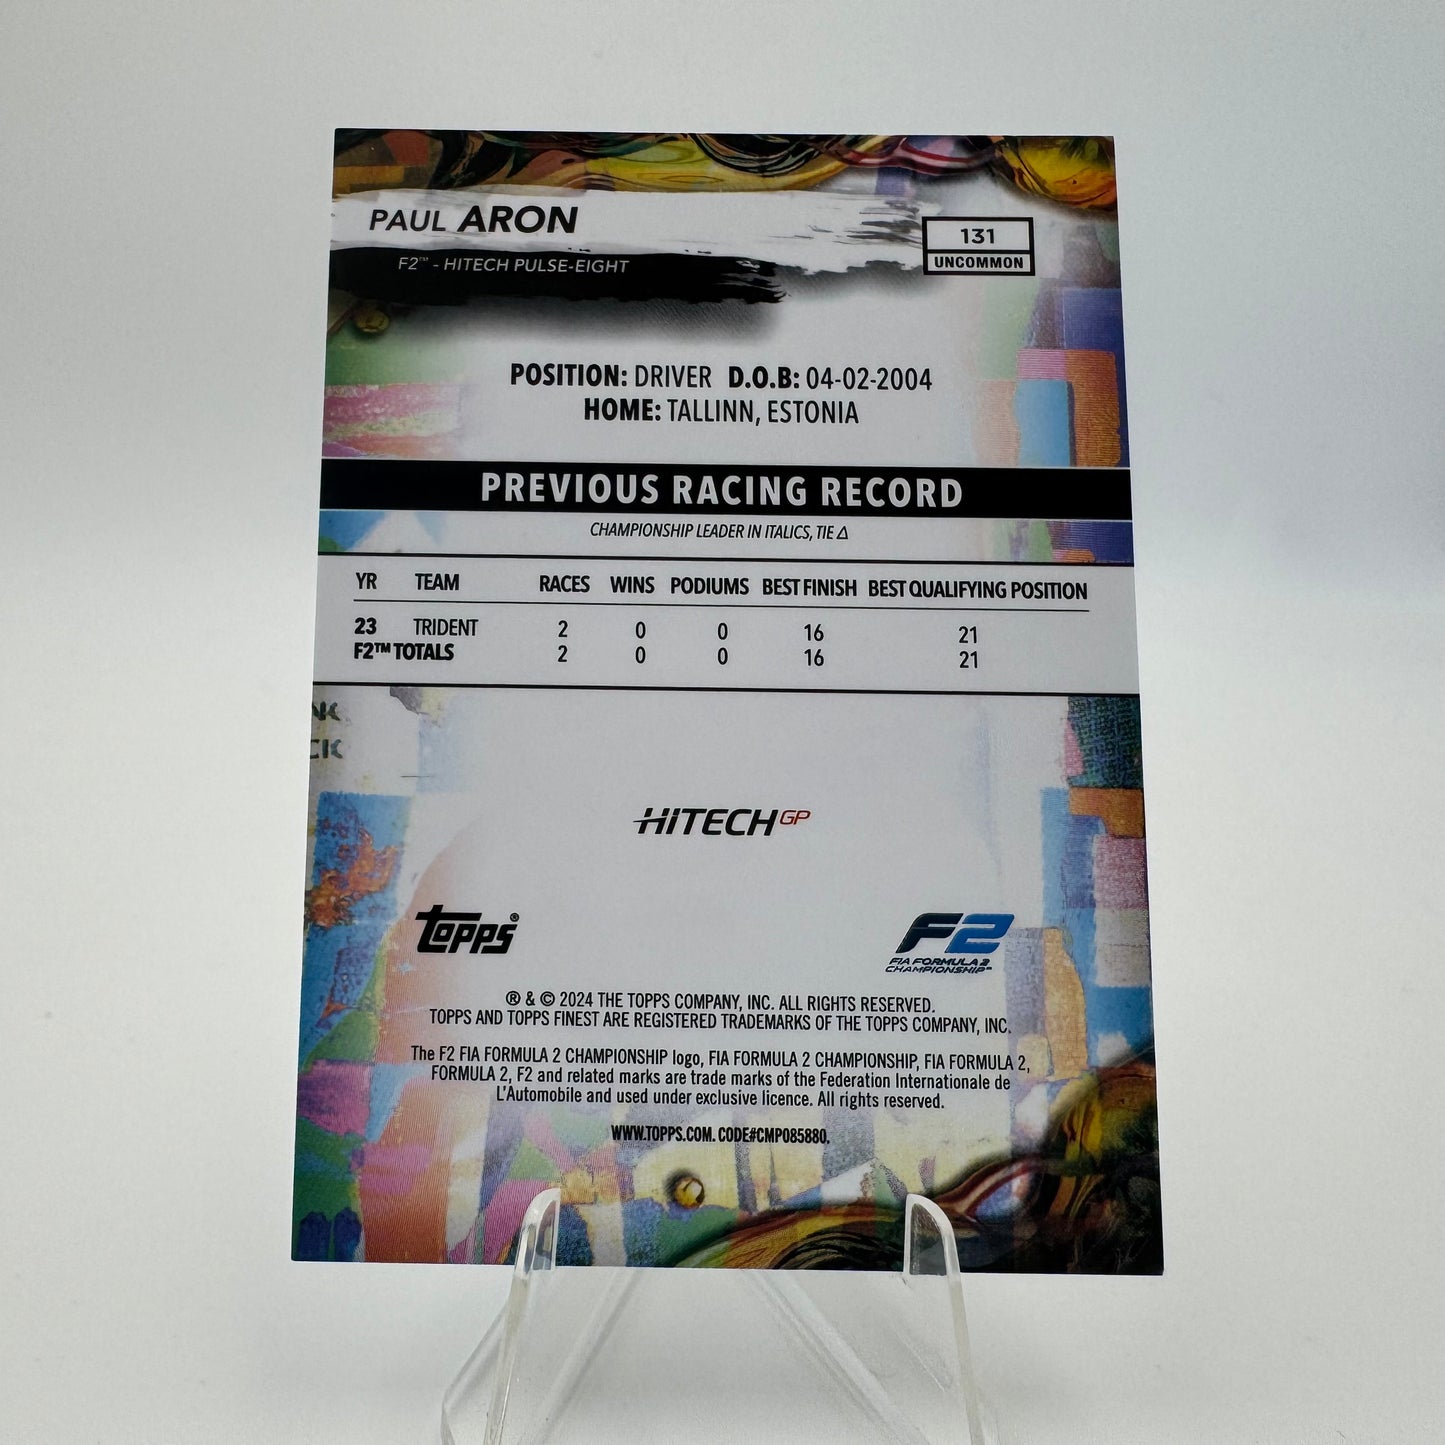 PAUL ARON
131
UNCOMMON
F2™ - HITECH PULSE-EIGHT
POSITION: DRIVER D.O.B: 04-02-2004
HOME: TALLINN, ESTONIA
PREVIOUS RACING RECORD
CHAMPIONSHIP LEADER IN ITALICS, TIE △
YR TEAM RACES WINS PODIUMS BEST FINISH BEST QUALIFYING POSITION
23 TRIDENT 2 0 0 16 21
F2™ TOTALS 2 0 0 16 21
HITECH GP
Topps®
F2
FIA FORMULA 2
CHAMPIONSHIP™
® & © 2024 THE TOPPS COMPANY, INC. ALL RIGHTS RESERVED.
TOPPS AND TOPPS FINEST ARE REGISTERED TRADEMARKS OF THE TOPPS COMPANY, INC.
The F2 FIA FORMULA 2 CHAMPIONSHIP logo, FIA FORMULA 2 CHAMPIONSHIP, FIA FORMULA 2,
FORMULA 2, F2 and related marks are trade marks of the Federation Internationale de
L'Automobile and used under exclusive licence. All rights reserved.
WWW.TOPPS.COM. CODE#CMP085880.